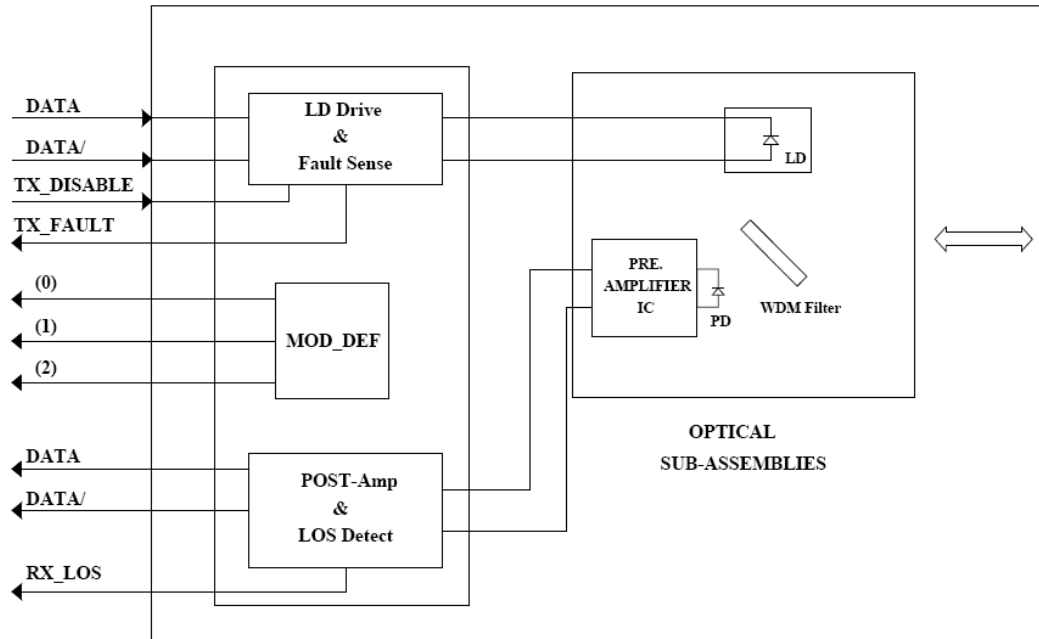 DATA
DATA/
TX_DISABLE
TX_FAULT
(0)
(1)
(2)
DATA
DATA/
RX_LOS
LD Drive
&
Fault Sense
MOD_DEF
POST-Amp
&
LOS Detect
LD
PRE.
AMPLIFIER
IC
PD
WDM Filter
OPTICAL
SUB-ASSEMBLIES